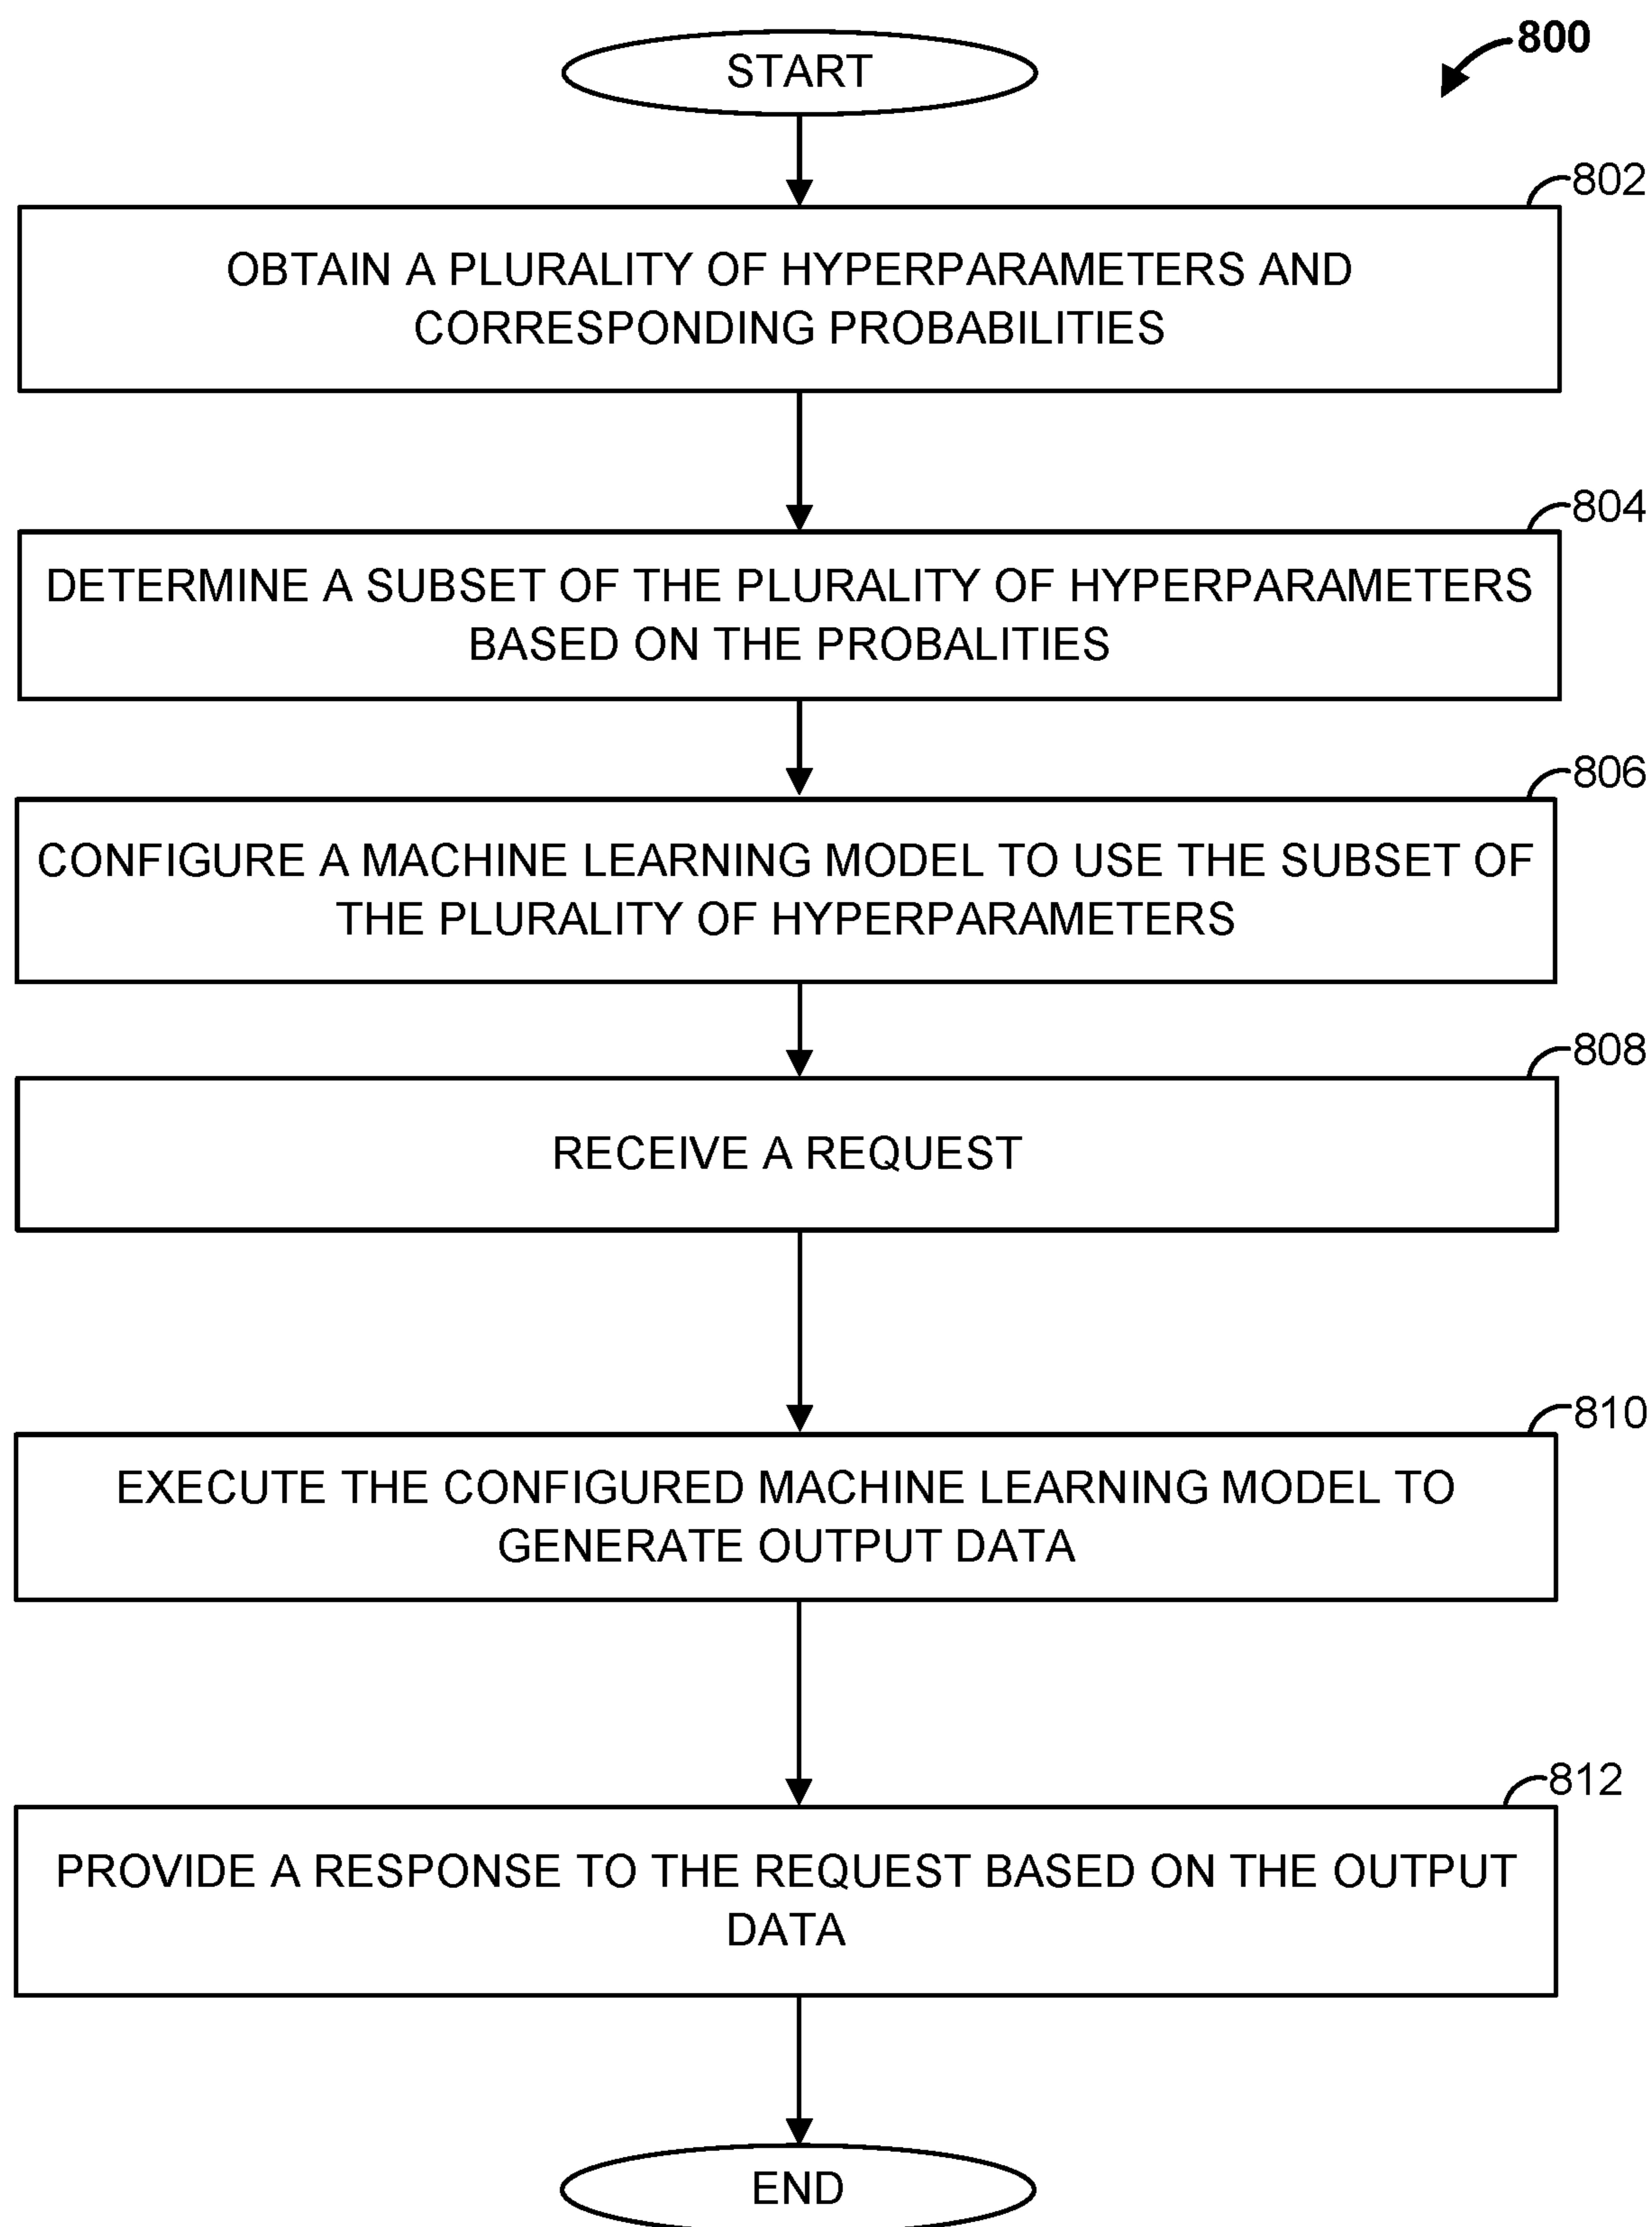 START
800
802
OBTAIN A PLURALITY OF HYPERPARAMETERS AND
CORRESPONDING PROBABILITIES
804
DETERMINE A SUBSET OF THE PLURALITY OF HYPERPARAMETERS
BASED ON THE PROBALITIES
806
CONFIGURE A MACHINE LEARNING MODEL TO USE THE SUBSET OF
THE PLURALITY OF HYPERPARAMETERS
808
RECEIVE A REQUEST
810
EXECUTE THE CONFIGURED MACHINE LEARNING MODEL TO
GENERATE OUTPUT DATA
812
PROVIDE A RESPONSE TO THE REQUEST BASED ON THE OUTPUT
DATA
END